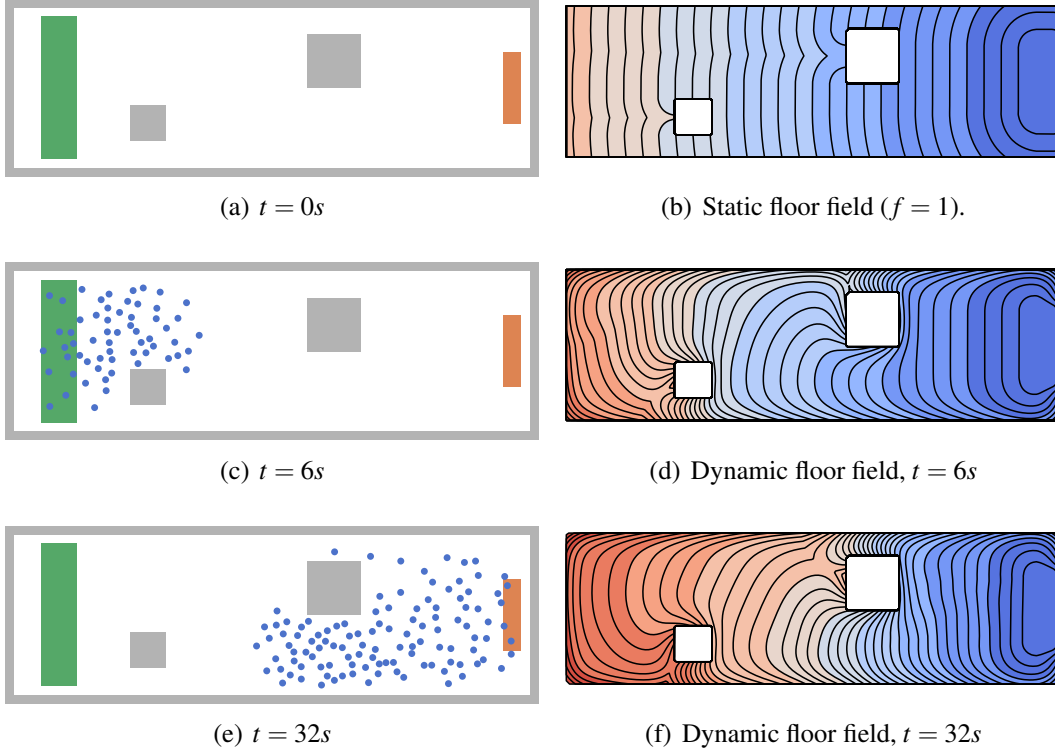 (a) t = 0s
(b) Static floor field (f = 1).
(c) t = 6s
(d) Dynamic floor field, t = 6s
(e) t = 32s
(f) Dynamic floor field, t = 32s